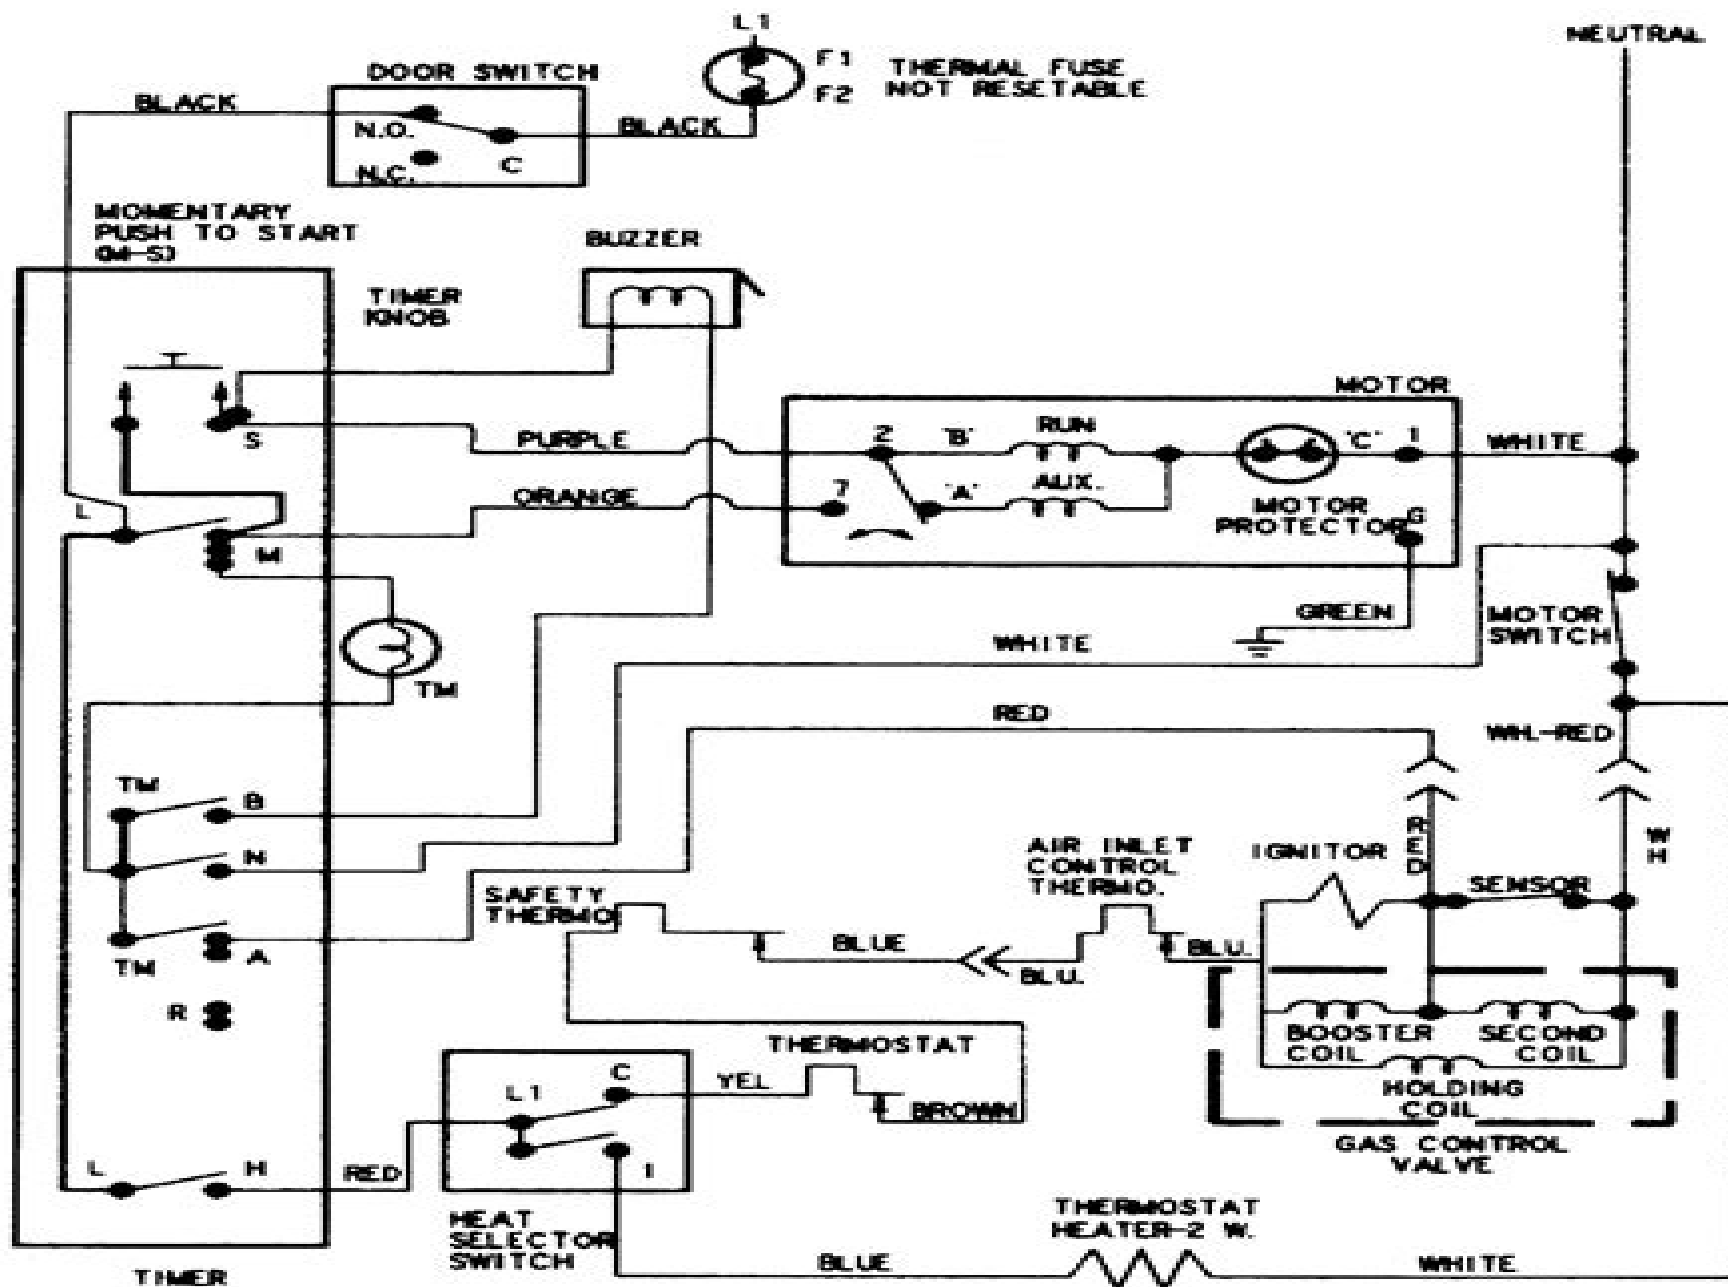 L1
NEUTRAL
F1
F2
THERMAL FUSE
NOT RESETABLE
DOOR SWITCH
BLACK
N.O.
N.C.
C
BLACK
MOMENTARY
PUSH TO START
(M-S)
BUZZER
TIMER
KNOB
S
PURPLE
ORANGE
L
M
TM
MOTOR
2
"B"
RUN
"C"
1
WHITE
7
"A"
AUX.
MOTOR
PROTECTOR
G
GREEN
MOTOR
SWITCH
WHITE
RED
WH.-RED
TM
B
N
TM
A
R
SAFETY
THERMO
AIR INLET
CONTROL
THERMO.
IGNITOR
RED
WH
SENSOR
BLUE
BLU.
BLU.
BOOSTER
COIL
SECOND
COIL
HOLDING
COIL
GAS CONTROL
VALVE
THERMOSTAT
YEL
BROWN
L1
C
1
L
H
RED
HEAT
SELECTOR
SWITCH
THERMOSTAT
HEATER-2 W.
BLUE
WHITE
TIMER